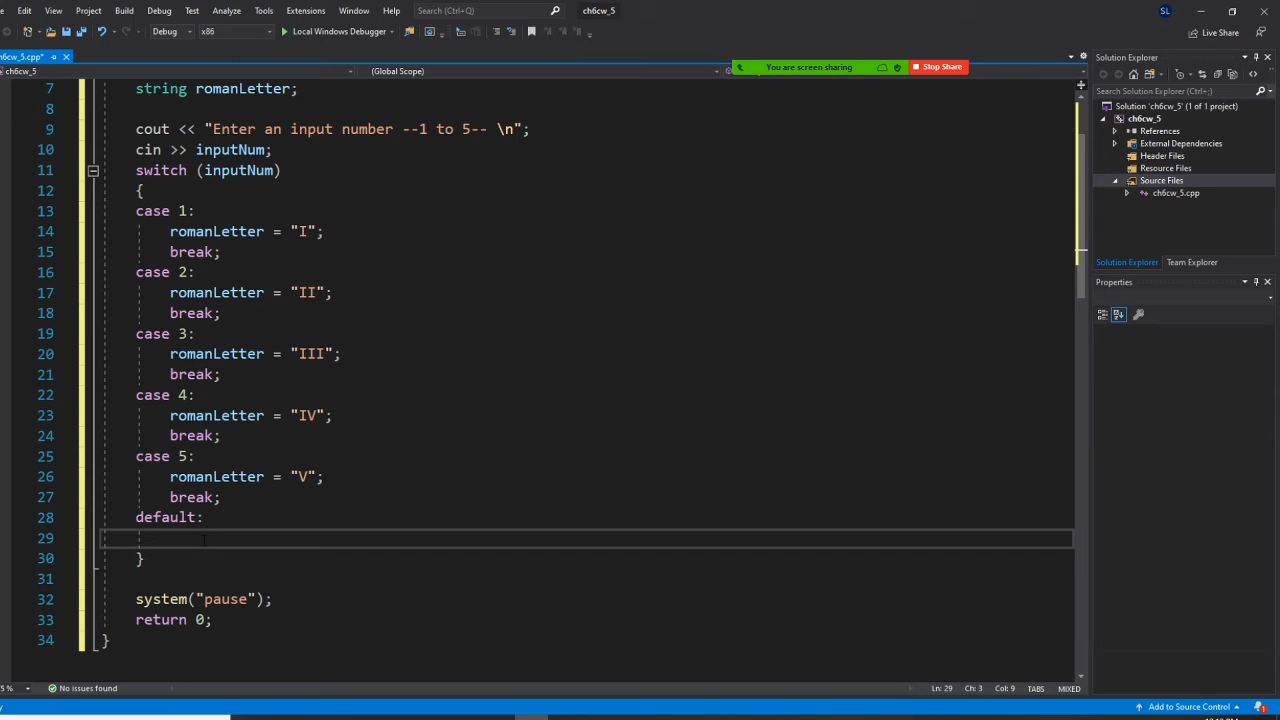 Edit View Project Build Debug Test Analyze Tools Extensions Window Help Search (Ctrl+Q) ch6cw_5 SL
Debug x86 Local Windows Debugger Live Share
ch6cw_5.cpp*
ch6cw_5 (Global Scope)
You are screen sharing Stop Share
7 string romanLetter;
8
9 cout << "Enter an input number --1 to 5-- \n";
10 cin >> inputNum;
11 switch (inputNum)
12 {
13 case 1:
14 romanLetter = "I";
15 break;
16 case 2:
17 romanLetter = "II";
18 break;
19 case 3:
20 romanLetter = "III";
21 break;
22 case 4:
23 romanLetter = "IV";
24 break;
25 case 5:
26 romanLetter = "V";
27 break;
28 default:
29
30 }
31
32 system("pause");
33 return 0;
34 }
Solution Explorer
Search Solution Explorer (Ctrl+;)
Solution 'ch6cw_5' (1 of 1 project)
ch6cw_5
References
External Dependencies
Header Files
Resource Files
Source Files
ch6cw_5.cpp
Solution Explorer Team Explorer
Properties
No issues found Ln: 29 Ch: 3 Col: 9 TABS MIXED
Add to Source Control 1